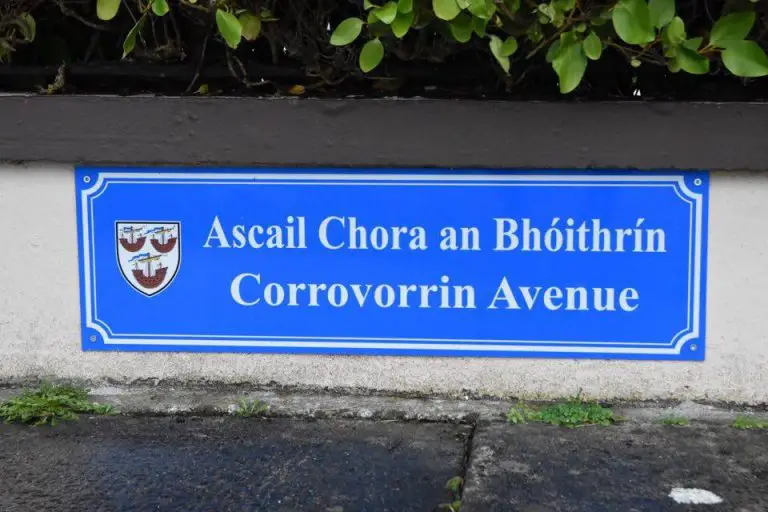 Ascail Chora an Bhóithrín
Corrovorrin Avenue